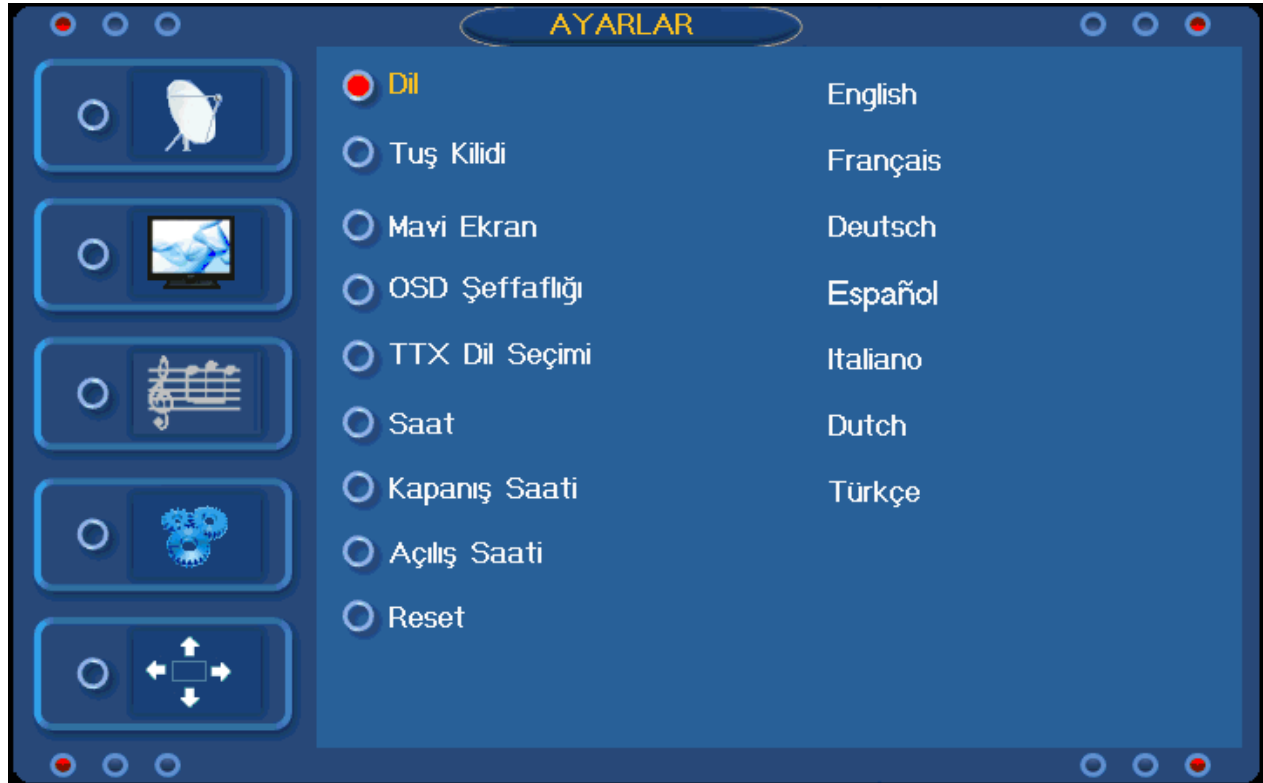 AYARLAR
Dil
Tuş Kilidi
Mavi Ekran
OSD Şeffaflığı
TTX Dil Seçimi
Saat
Kapanış Saati
Açılış Saati
Reset
English
Français
Deutsch
Español
Italiano
Dutch
Türkçe